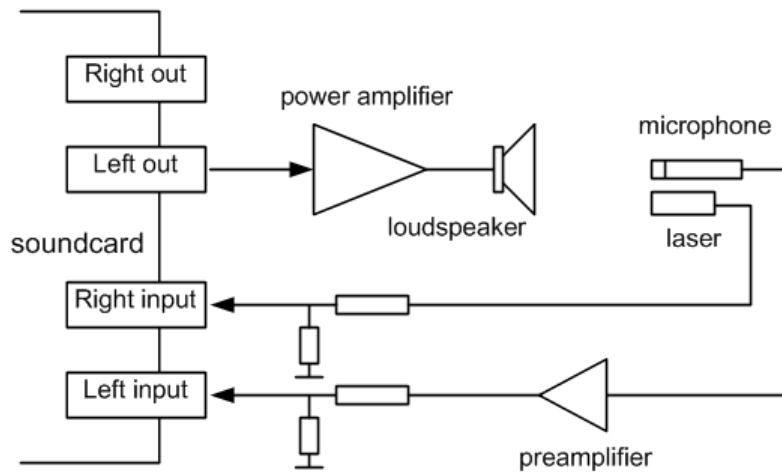 Right out
power amplifier
microphone
Left out
loudspeaker
laser
soundcard
Right input
Left input
preamplifier